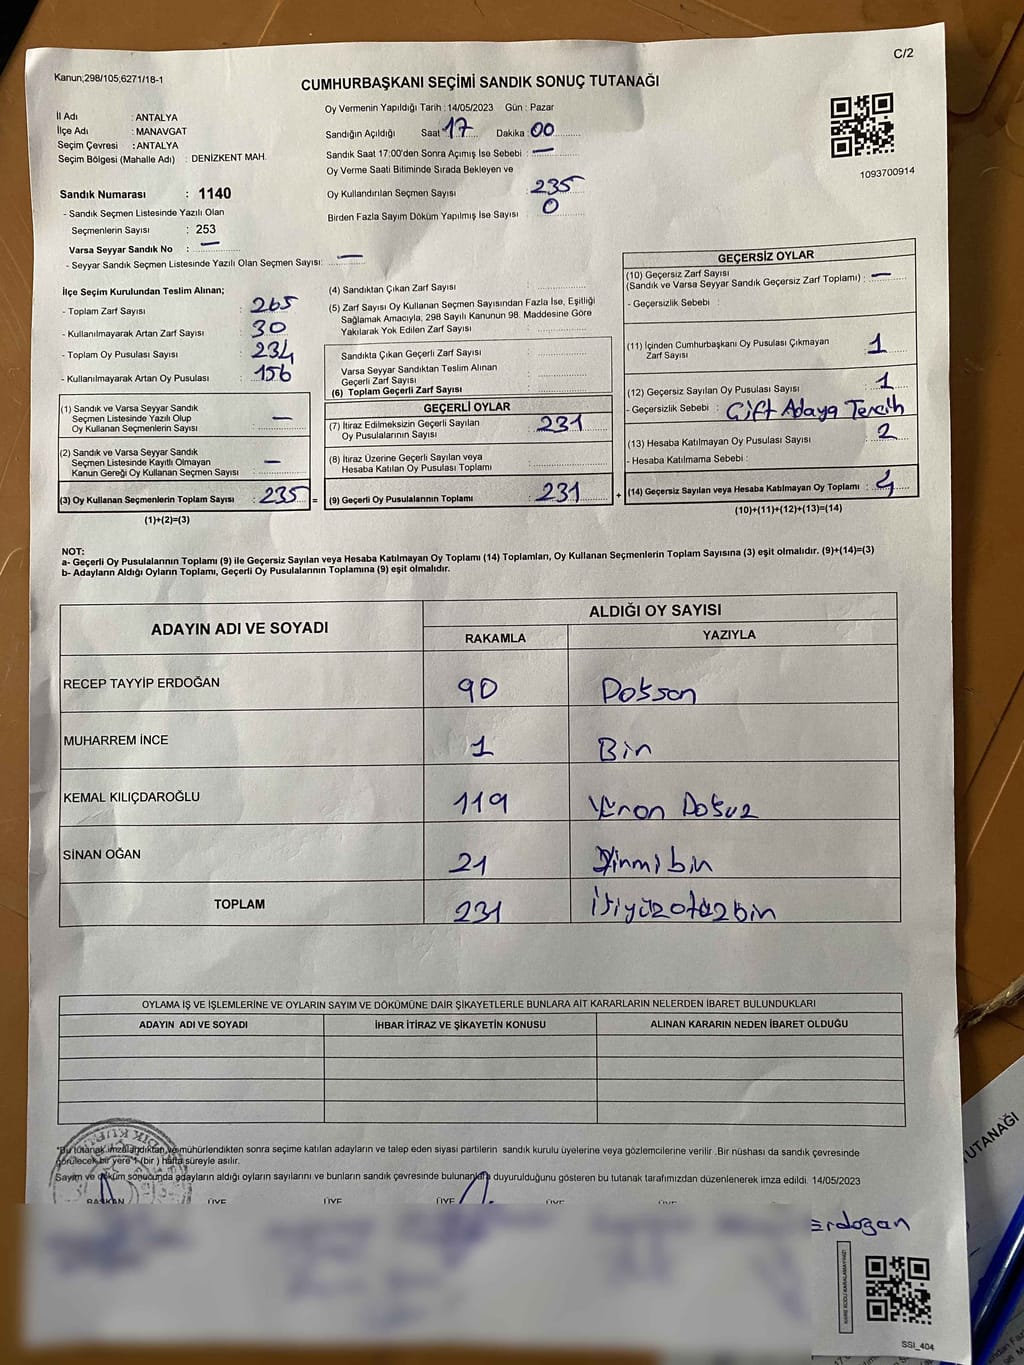 C/2
Kanun;298/105,6271/18-1
CUMHURBAŞKANI SEÇİMİ SANDIK SONUÇ TUTANAĞI
İl Adı : ANTALYA
İlçe Adı : MANAVGAT
Seçim Çevresi : ANTALYA
Seçim Bölgesi (Mahalle Adı) : DENİZKENT MAH.
Sandık Numarası : 1140
- Sandık Seçmen Listesinde Yazılı Olan
Seçmenlerin Sayısı : 253
Varsa Seyyar Sandık No : —
- Seyyar Sandık Seçmen Listesinde Yazılı Olan Seçmen Sayısı: —
Oy Vermenin Yapıldığı Tarih : 14/05/2023 Gün : Pazar
Sandığın Açıldığı Saat 17 Dakika : 00
Sandık Saat 17:00'den Sonra Açımış İse Sebebi : —
Oy Verme Saati Bitiminde Sırada Bekleyen ve
Oy Kullandırılan Seçmen Sayısı 235
Birden Fazla Sayım Döküm Yapılmış İse Sayısı 0
1093700914
İlçe Seçim Kurulundan Teslim Alınan;
- Toplam Zarf Sayısı : 265
- Kullanılmayarak Artan Zarf Sayısı : 30
- Toplam Oy Pusulası Sayısı : 234
- Kullanılmayarak Artan Oy Pusulası : 156
(1) Sandık ve Varsa Seyyar Sandık
Seçmen Listesinde Yazılı Olup
Oy Kullanan Seçmenlerin Sayısı : —
(2) Sandık ve Varsa Seyyar Sandık
Seçmen Listesinde Kayıtlı Olmayan
Kanun Gereği Oy Kullanan Seçmen Sayısı : —
(3) Oy Kullanan Seçmenlerin Toplam Sayısı : 235 =
(1)+(2)=(3)
(4) Sandıktan Çıkan Zarf Sayısı :
(5) Zarf Sayısı Oy Kullanan Seçmen Sayısından Fazla İse, Eşitliği
Sağlamak Amacıyla, 298 Sayılı Kanunun 98. Maddesine Göre
Yakılarak Yok Edilen Zarf Sayısı :
Sandıkta Çıkan Geçerli Zarf Sayısı :
Varsa Seyyar Sandıktan Teslim Alınan
Geçerli Zarf Sayısı :
(6) Toplam Geçerli Zarf Sayısı :
GEÇERLİ OYLAR
(7) İtiraz Edilmeksizin Geçerli Sayılan
Oy Pusulalarının Sayısı : 231
(8) İtiraz Üzerine Geçerli Sayılan veya
Hesaba Katılan Oy Pusulası Toplamı :
(9) Geçerli Oy Pusulalarının Toplamı : 231 +
GEÇERSİZ OYLAR
(10) Geçersiz Zarf Sayısı
(Sandık ve Varsa Seyyar Sandık Geçersiz Zarf Toplamı) : —
- Geçersizlik Sebebi :
(11) İçinden Cumhurbaşkanı Oy Pusulası Çıkmayan
Zarf Sayısı : 1
(12) Geçersiz Sayılan Oy Pusulası Sayısı : 1
- Geçersizlik Sebebi : Çift Adaya Tercih
(13) Hesaba Katılmayan Oy Pusulası Sayısı : 2
- Hesaba Katılmama Sebebi :
(14) Geçersiz Sayılan veya Hesaba Katılmayan Oy Toplamı : 4
(10)+(11)+(12)+(13)=(14)
NOT:
a- Geçerli Oy Pusulalarının Toplamı (9) ile Geçersiz Sayılan veya Hesaba Katılmayan Oy Toplamı (14) Toplamları, Oy Kullanan Seçmenlerin Toplam Sayısına (3) eşit olmalıdır. (9)+(14)=(3)
b- Adayların Aldığı Oyların Toplamı, Geçerli Oy Pusulalarının Toplamına (9) eşit olmalıdır.
ADAYIN ADI VE SOYADI ALDIĞI OY SAYISI
RAKAMLA YAZIYLA
RECEP TAYYİP ERDOĞAN 90 Doksan
MUHARREM İNCE 1 Bir
KEMAL KILIÇDAROĞLU 119 Yüzon Dokuz
SİNAN OĞAN 21 Yirmi bir
TOPLAM 231 ikiyüzotuzbir
OYLAMA İŞ VE İŞLEMLERİNE VE OYLARIN SAYIM VE DÖKÜMÜNE DAİR ŞİKAYETLERLE BUNLARA AİT KARARLARIN NELERDEN İBARET BULUNDUKLARI
ADAYIN ADI VE SOYADI İHBAR İTİRAZ VE ŞİKAYETİN KONUSU ALINAN KARARIN NEDEN İBARET OLDUĞU
"Bu tutanak imzalandıktan ve mühürlendikten sonra seçime katılan adayların ve talep eden siyasi partilerin sandık kurulu üyelerine veya gözlemcilerine verilir .Bir nüshası da sandık çevresinde
görülecek bir yere 1 (bir) hafta süreyle asılır.
Sayım ve döküm sonucunda adayların aldığı oyların sayılarını ve bunların sandık çevresinde bulunanlara duyurulduğunu gösteren bu tutanak tarafımızdan düzenlenerek imza edildi. 14/05/2023
BAŞKAN ÜYE ÜYE ÜYE ÜYE ÜYE
Erdogan
KARE KODU KARALAMAYINIZ!
SSI_404
TUTANAĞI